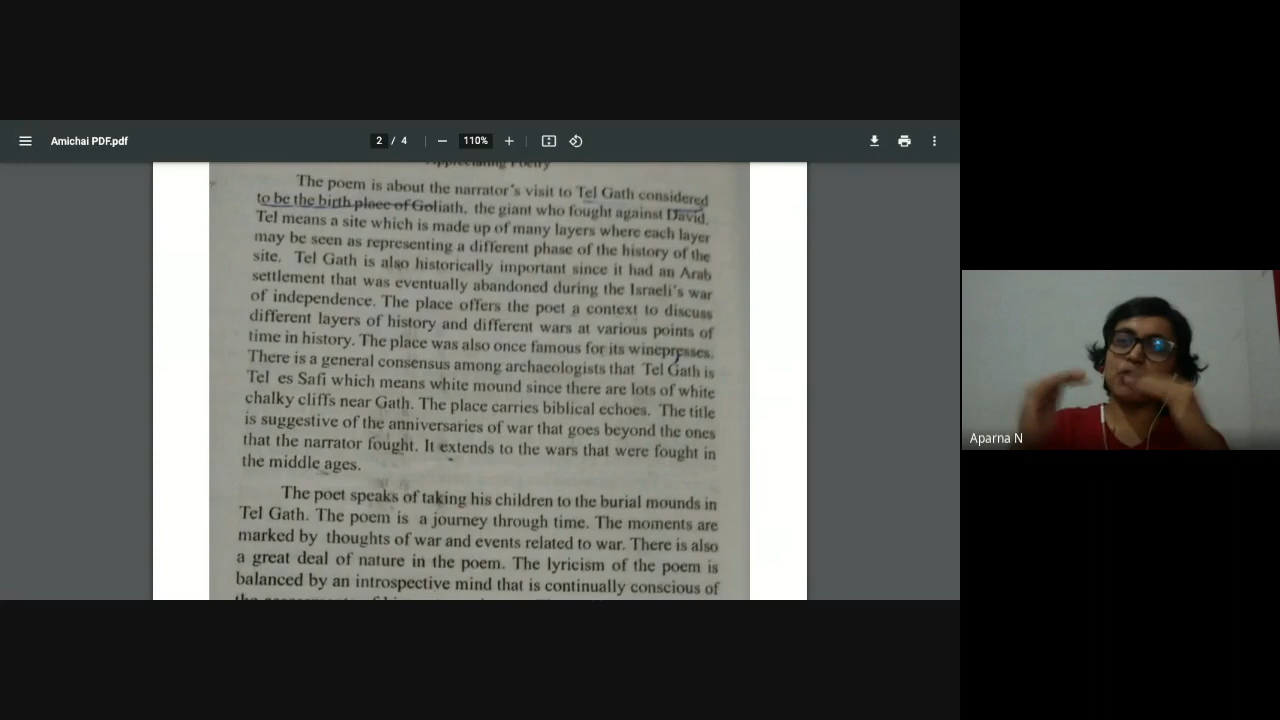 Amichai PDF.pdf
2 / 4
110%
Appreciating Poetry
The poem is about the narrator's visit to Tel Gath considered
to be the birth place of Goliath, the giant who fought against David.
Tel means a site which is made up of many layers where each layer
may be seen as representing a different phase of the history of the
site. Tel Gath is also historically important since it had an Arab
settlement that was eventually abandoned during the Israeli's war
of independence. The place offers the poet a context to discuss
different layers of history and different wars at various points of
time in history. The place was also once famous for its winepresses.
There is a general consensus among archaeologists that Tel Gath is
Tel es Safi which means white mound since there are lots of white
chalky cliffs near Gath. The place carries biblical echoes. The title
is suggestive of the anniversaries of war that goes beyond the ones
that the narrator fought. It extends to the wars that were fought in
the middle ages.
The poet speaks of taking his children to the burial mounds in
Tel Gath. The poem is a journey through time. The moments are
marked by thoughts of war and events related to war. There is also
a great deal of nature in the poem. The lyricism of the poem is
balanced by an introspective mind that is continually conscious of
Aparna N